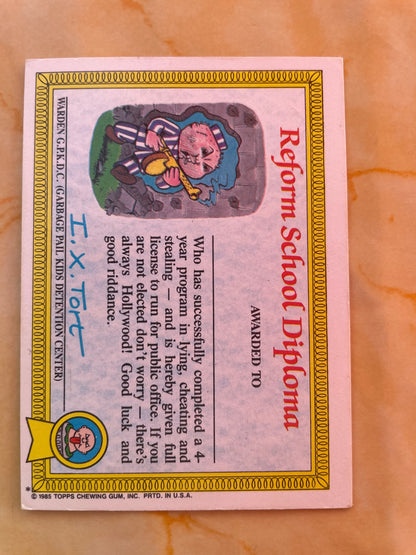 Reform School Diploma
AWARDED TO
Who has successfully completed a 4-
year program in lying, cheating and
stealing — and is hereby given full
license to run for public office. If you
are not elected don't worry — there's
always Hollywood! Good luck and
good riddance.
I. X. Tort
WARDEN G.P.K.D.C. (GARBAGE PAIL KIDS DETENTION CENTER)
* © 1985 TOPPS CHEWING GUM, INC. PRTD. IN U.S.A.